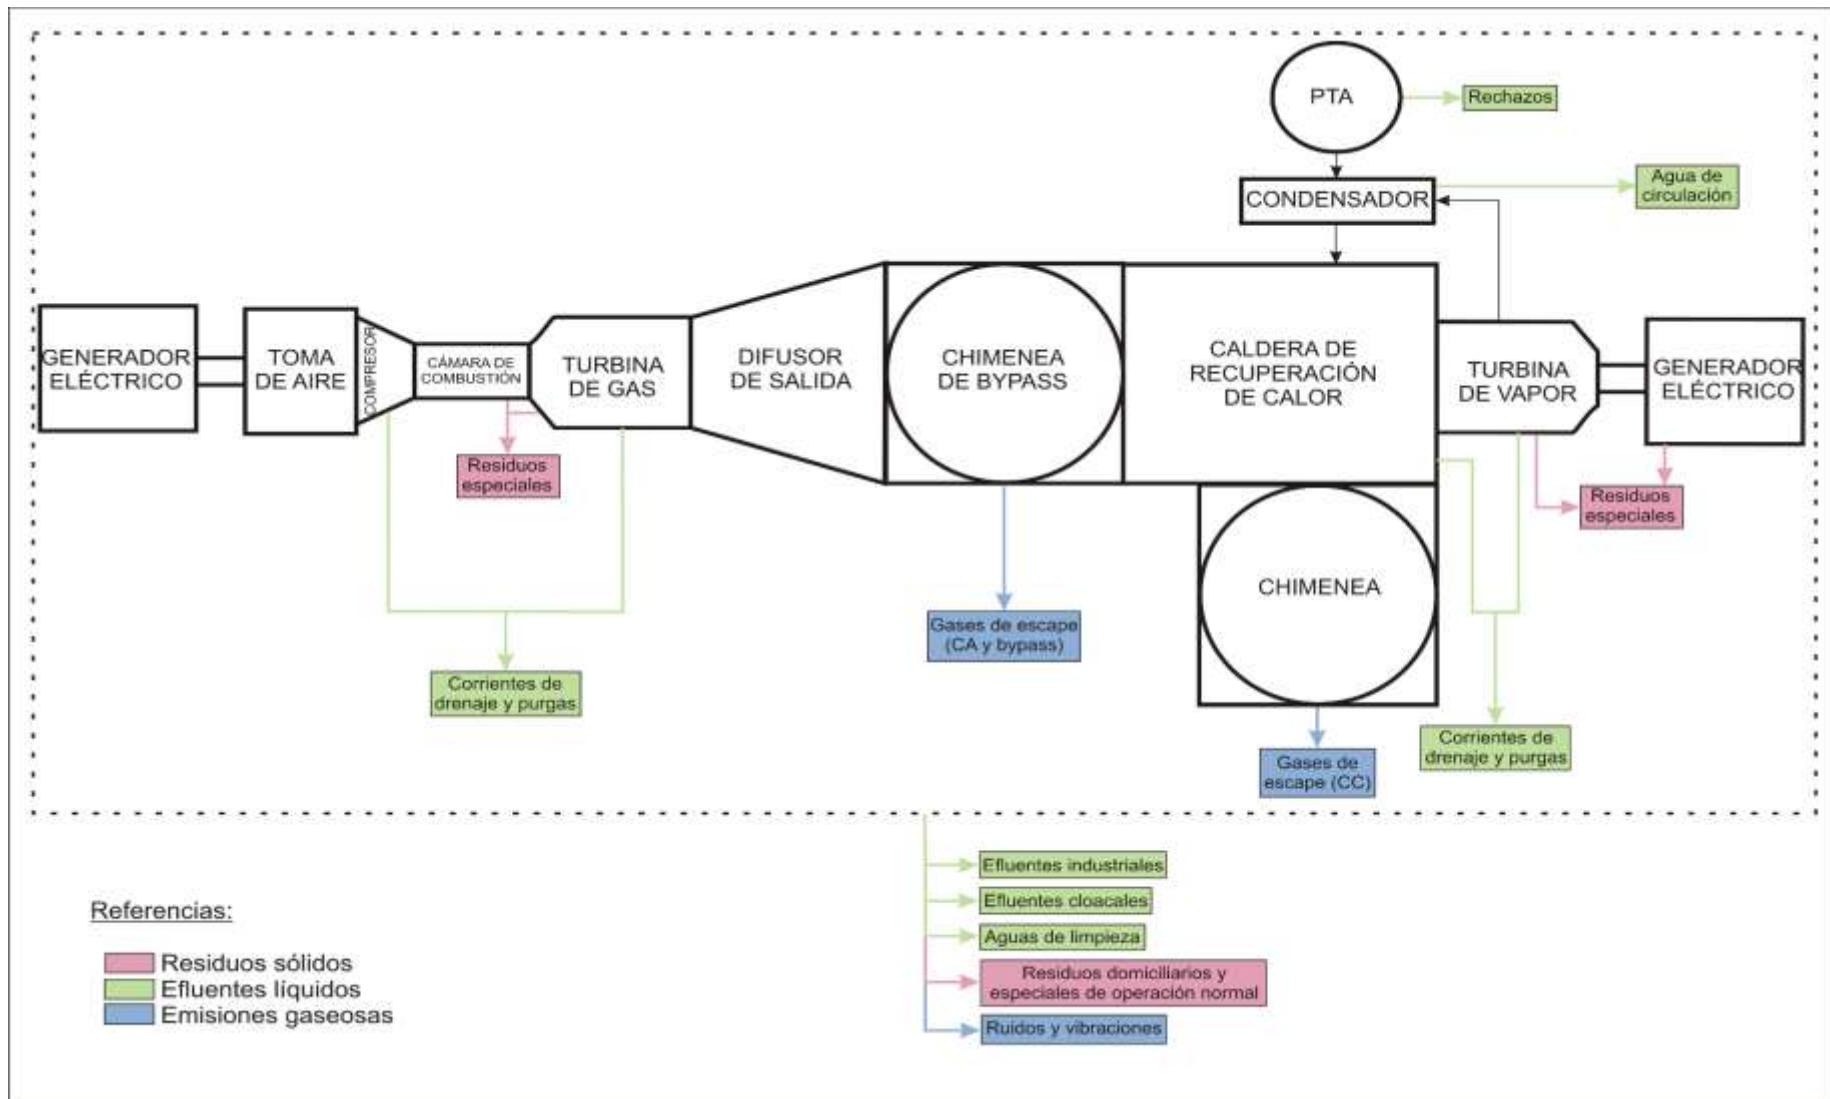 PTA
Rechazos
CONDENSADOR
Agua de
circulación
GENERADOR
ELÉCTRICO
TOMA
DE AIRE
COMPRESOR
CÁMARA DE
COMBUSTIÓN
TURBINA
DE GAS
DIFUSOR
DE SALIDA
CHIMENEA
DE BYPASS
CALDERA DE
RECUPERACIÓN
DE CALOR
TURBINA
DE VAPOR
GENERADOR
ELÉCTRICO
Residuos
especiales
Residuos
especiales
CHIMENEA
Gases de escape
(CA y bypass)
Corrientes de
drenaje y purgas
Corrientes de
drenaje y purgas
Gases de
escape (CC)
Efluentes industriales
Efluentes cloacales
Aguas de limpieza
Residuos domiciliarios y
especiales de operación normal
Ruidos y vibraciones
Referencias:
Residuos sólidos
Efluentes líquidos
Emisiones gaseosas